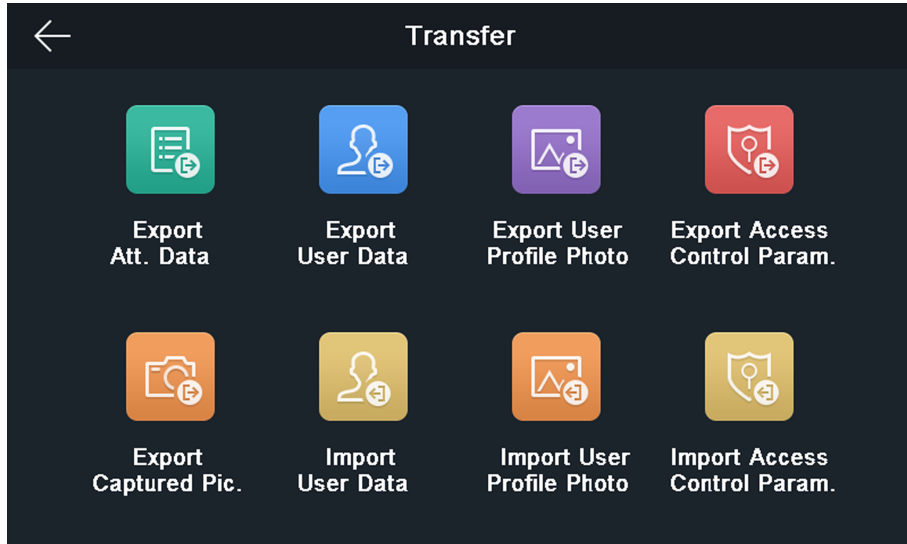 Transfer
Export Export Export User Export Access
Att. Data User Data Profile Photo Control Param.
Export Import Import User Import Access
Captured Pic. User Data Profile Photo Control Param.